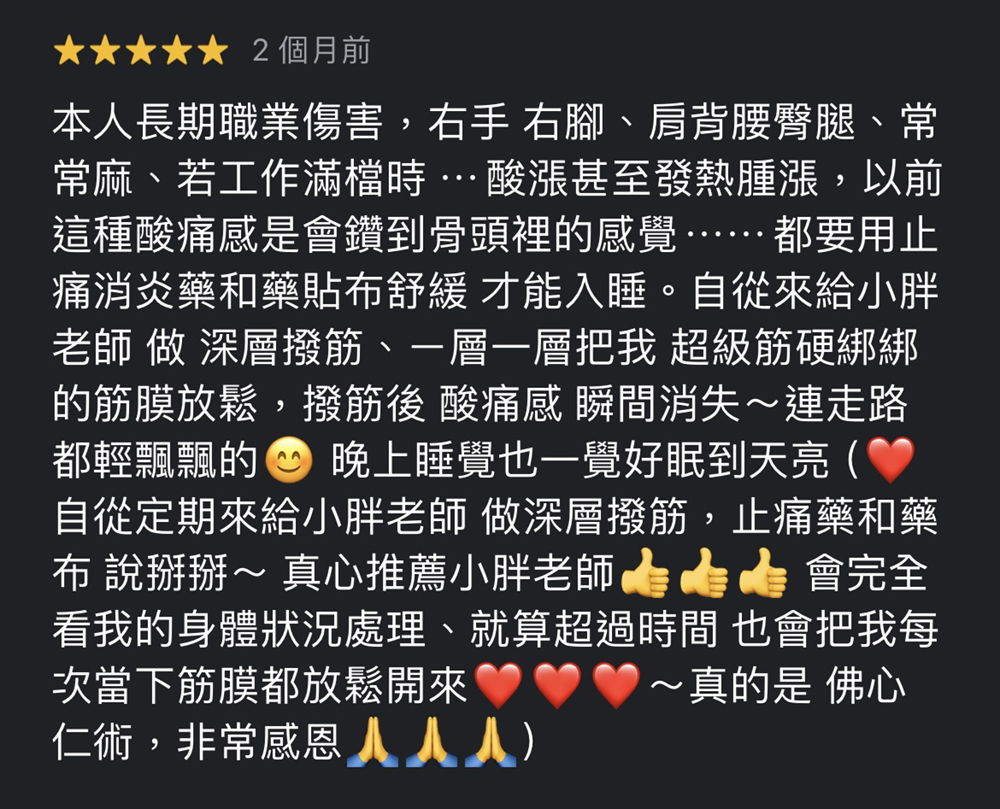 ⭐⭐⭐⭐⭐ 2 個月前
本人長期職業傷害，右手 右腳、肩背腰臀腿、常
常麻、若工作滿檔時 ⋯ 酸漲甚至發熱腫漲，以前
這種酸痛感是會鑽到骨頭裡的感覺⋯⋯都要用止
痛消炎藥和藥貼布舒緩 才能入睡。自從來給小胖
老師 做 深層撥筋、一層一層把我 超級筋硬綁綁
的筋膜放鬆，撥筋後 酸痛感 瞬間消失～連走路
都輕飄飄的😊 晚上睡覺也一覺好眠到天亮 (❤️
自從定期來給小胖老師 做深層撥筋，止痛藥和藥
布 說掰掰～ 真心推薦小胖老師👍👍👍 會完全
看我的身體狀況處理、就算超過時間 也會把我每
次當下筋膜都放鬆開來❤️❤️❤️～真的是 佛心
仁術，非常感恩🙏🙏🙏)